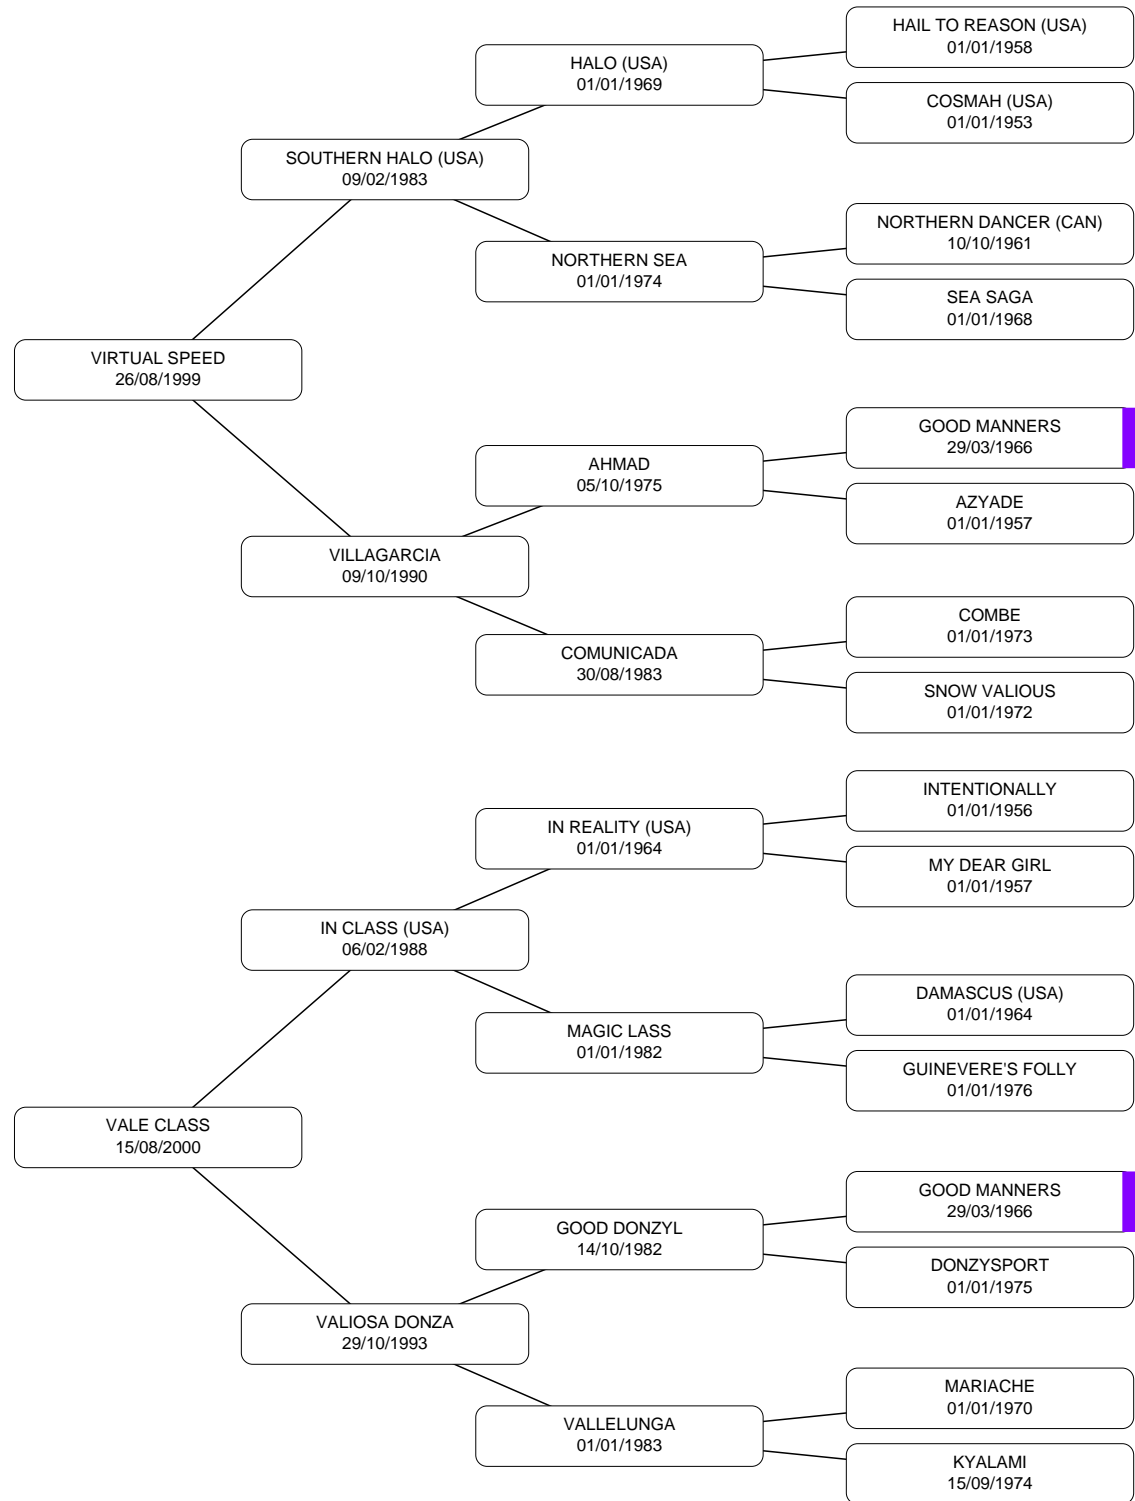 HAIL TO REASON (USA)
01/01/1958
HALO (USA)
01/01/1969
COSMAH (USA)
01/01/1953
SOUTHERN HALO (USA)
09/02/1983
NORTHERN DANCER (CAN)
10/10/1961
NORTHERN SEA
01/01/1974
SEA SAGA
01/01/1968
VIRTUAL SPEED
26/08/1999
GOOD MANNERS
29/03/1966
AHMAD
05/10/1975
AZYADE
01/01/1957
VILLAGARCIA
09/10/1990
COMBE
01/01/1973
COMUNICADA
30/08/1983
SNOW VALIOUS
01/01/1972
INTENTIONALLY
01/01/1956
IN REALITY (USA)
01/01/1964
MY DEAR GIRL
01/01/1957
IN CLASS (USA)
06/02/1988
DAMASCUS (USA)
01/01/1964
MAGIC LASS
01/01/1982
GUINEVERE'S FOLLY
01/01/1976
VALE CLASS
15/08/2000
GOOD MANNERS
29/03/1966
GOOD DONZYL
14/10/1982
DONZYSPORT
01/01/1975
VALIOSA DONZA
29/10/1993
MARIACHE
01/01/1970
VALLELUNGA
01/01/1983
KYALAMI
15/09/1974